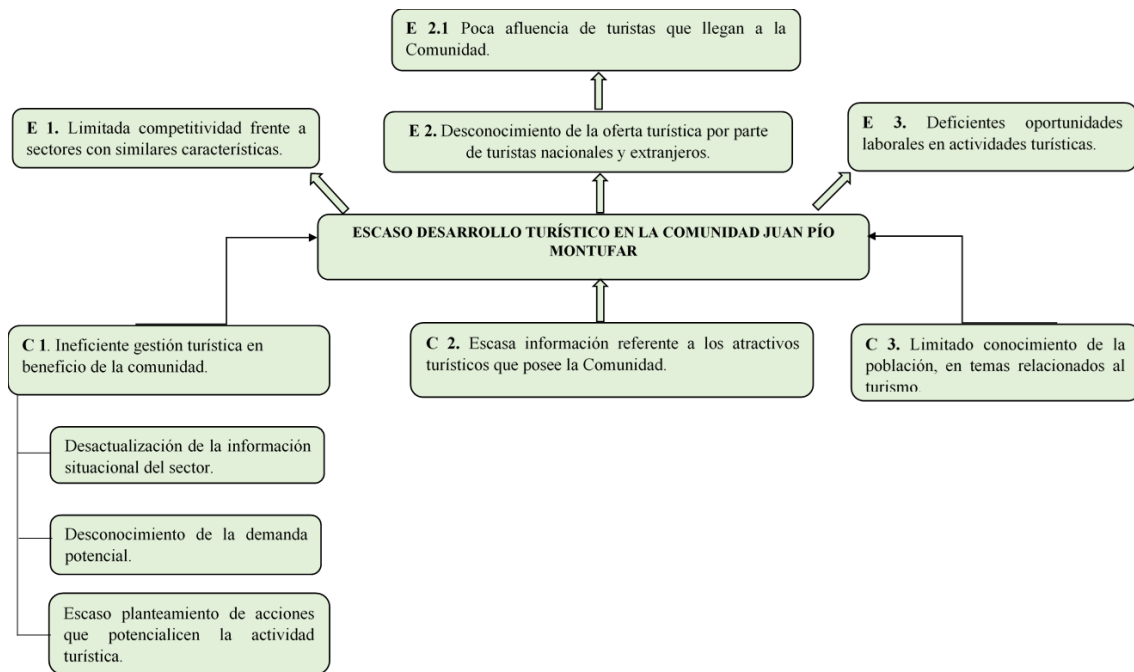 E 2.1 Poca afluencia de turistas que llegan a la
Comunidad.
E 1. Limitada competitividad frente a
sectores con similares características.
E 2. Desconocimiento de la oferta turística por parte
de turistas nacionales y extranjeros.
E 3. Deficientes oportunidades
laborales en actividades turísticas.
ESCASO DESARROLLO TURÍSTICO EN LA COMUNIDAD JUAN PÍO
MONTUFAR
C 1. Ineficiente gestión turística en
beneficio de la comunidad.
C 2. Escasa información referente a los atractivos
turísticos que posee la Comunidad.
C 3. Limitado conocimiento de la
población, en temas relacionados al
turismo.
Desactualización de la información
situacional del sector.
Desconocimiento de la demanda
potencial.
Escaso planteamiento de acciones
que potencialicen la actividad
turística.